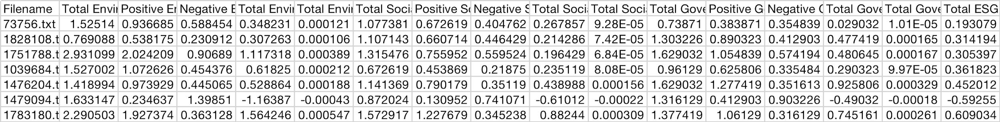 Filename Total Envi Positive En Negative E Total Envi Total Envi Total Soci Positive So Negative S Total Soci Total Soci Total Gove Positive G Negative G Total Gove Total Gove Total ESG
73756.txt 1.52514 0.936685 0.588454 0.348231 0.000121 1.077381 0.672619 0.404762 0.267857 9.28E-05 0.73871 0.383871 0.354839 0.029032 1.01E-05 0.193079
1828108.t 0.769088 0.538175 0.230912 0.307263 0.000106 1.107143 0.660714 0.446429 0.214286 7.42E-05 1.303226 0.890323 0.412903 0.477419 0.000165 0.314194
1751788.t 2.931099 2.024209 0.90689 1.117318 0.000389 1.315476 0.755952 0.559524 0.196429 6.84E-05 1.629032 1.054839 0.574194 0.480645 0.000167 0.305397
1039684.t 1.527002 1.072626 0.454376 0.61825 0.000212 0.672619 0.453869 0.21875 0.235119 8.08E-05 0.96129 0.625806 0.335484 0.290323 9.97E-05 0.361823
1476204.t 1.418994 0.973929 0.445065 0.528864 0.000188 1.141369 0.790179 0.35119 0.438988 0.000156 1.629032 1.277419 0.351613 0.925806 0.000329 0.452012
1479094.t 1.633147 0.234637 1.39851 -1.16387 -0.00043 0.872024 0.130952 0.741071 -0.61012 -0.00022 1.316129 0.412903 0.903226 -0.49032 -0.00018 -0.59255
1783180.t 2.290503 1.927374 0.363128 1.564246 0.000547 1.572917 1.227679 0.345238 0.88244 0.000309 1.377419 1.06129 0.316129 0.745161 0.000261 0.609034